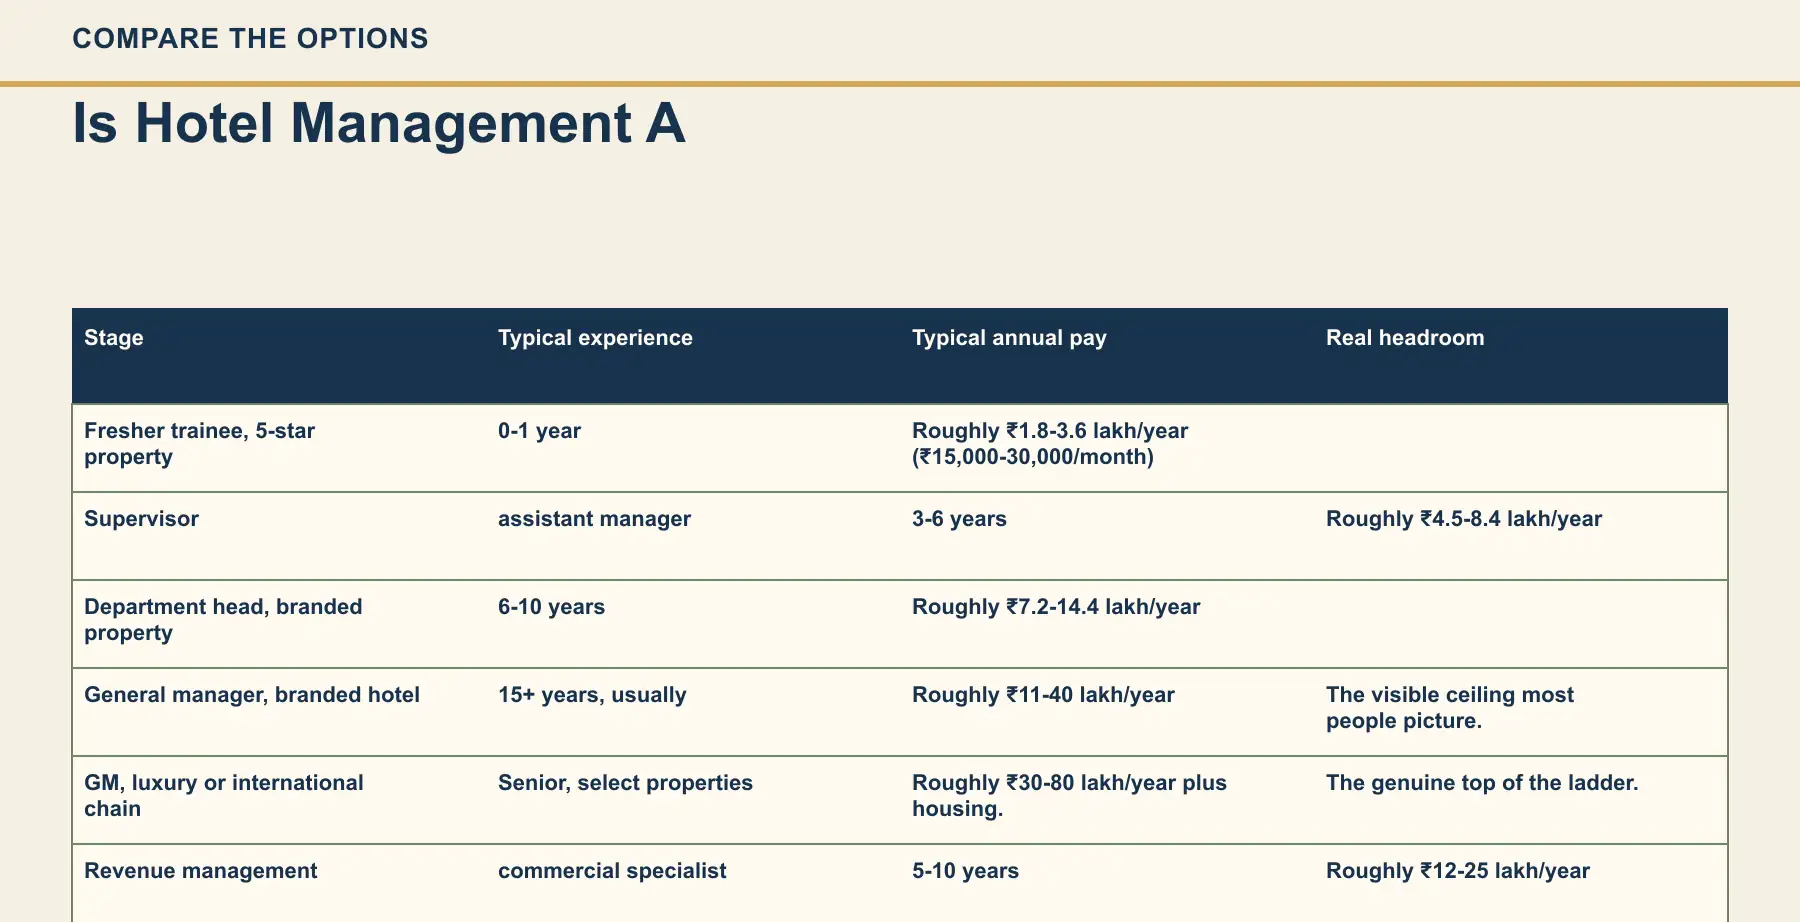 COMPARE THE OPTIONS
Is Hotel Management A
Stage Typical experience Typical annual pay Real headroom
Fresher trainee, 5-star 0-1 year Roughly ₹1.8-3.6 lakh/year
property (₹15,000-30,000/month)
Supervisor assistant manager 3-6 years Roughly ₹4.5-8.4 lakh/year
Department head, branded 6-10 years Roughly ₹7.2-14.4 lakh/year
property
General manager, branded hotel 15+ years, usually Roughly ₹11-40 lakh/year The visible ceiling most
people picture.
GM, luxury or international Senior, select properties Roughly ₹30-80 lakh/year plus The genuine top of the ladder.
chain housing.
Revenue management commercial specialist 5-10 years Roughly ₹12-25 lakh/year